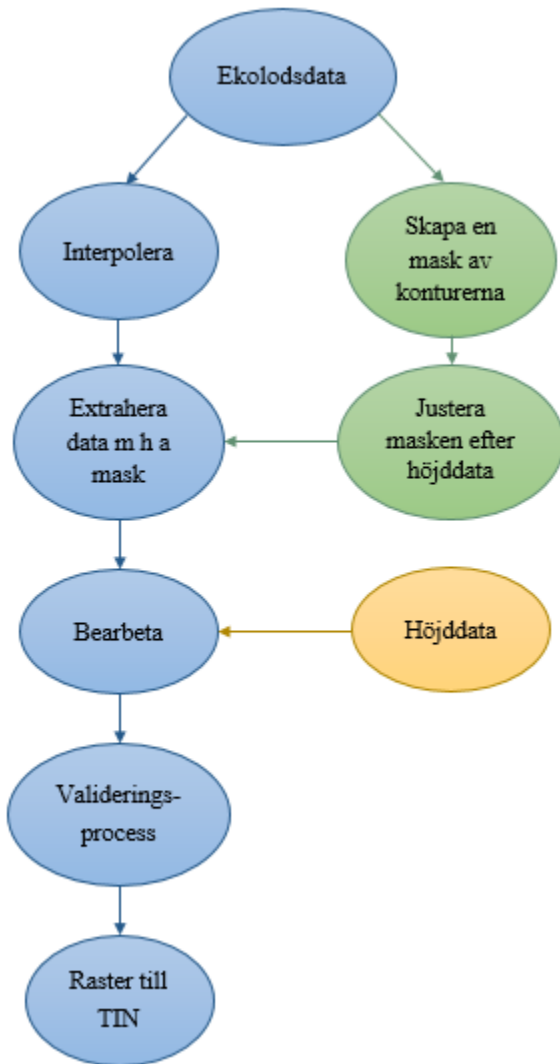 Ekolodsdata
Interpolera
Skapa en
mask av
konturerna
Extrahera
data m h a
mask
Justera
masken efter
höjddata
Bearbeta
Höjddata
Validerings-
process
Raster till
TIN